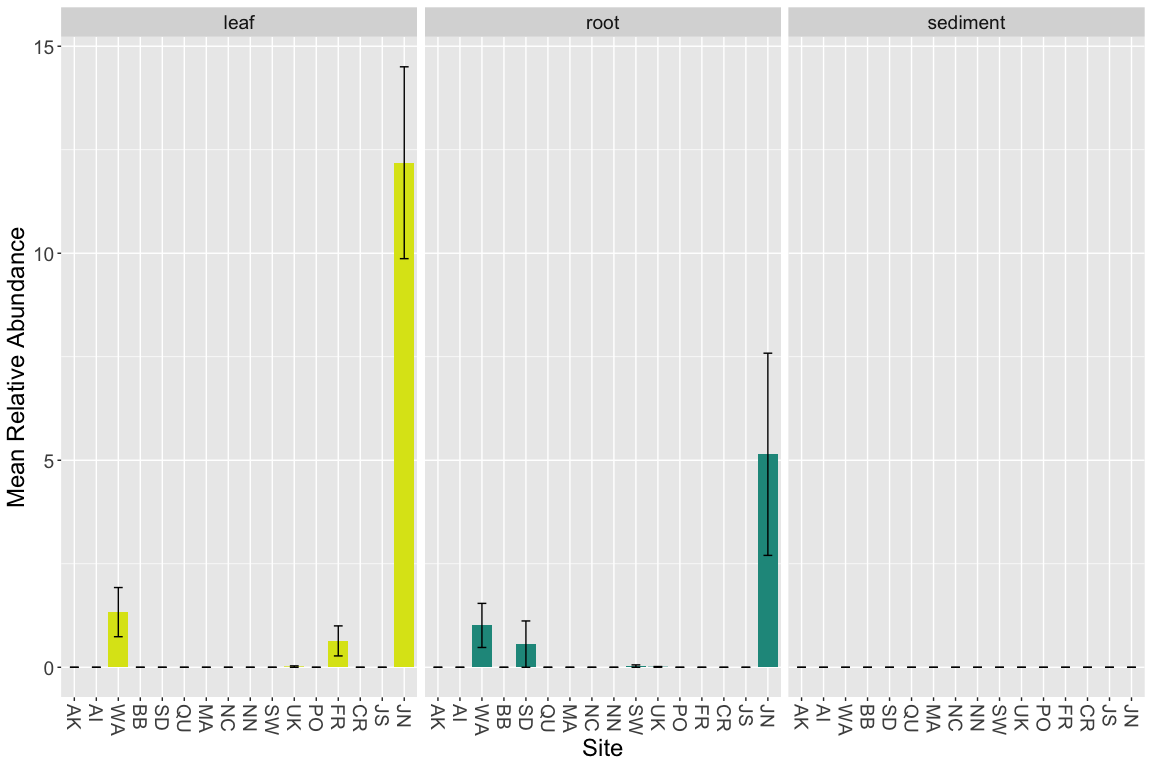 leaf root sediment
Mean Relative Abundance
15
10
5
0
AK AI WA BB SD QU MA NC NN SW UK PO FR CR JS JN
AK AI WA BB SD QU MA NC NN SW UK PO FR CR JS JN
AK AI WA BB SD QU MA NC NN SW UK PO FR CR JS JN
Site